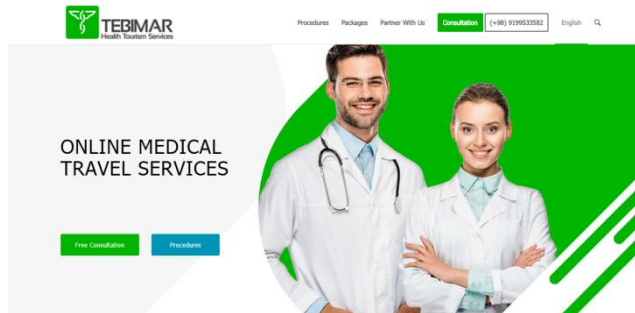 TEBIMAR
Health Tourism Services
Procedures Packages Partner With Us Consultation (+98) 9199533582 English
ONLINE MEDICAL
TRAVEL SERVICES
Free Consultation Procedures